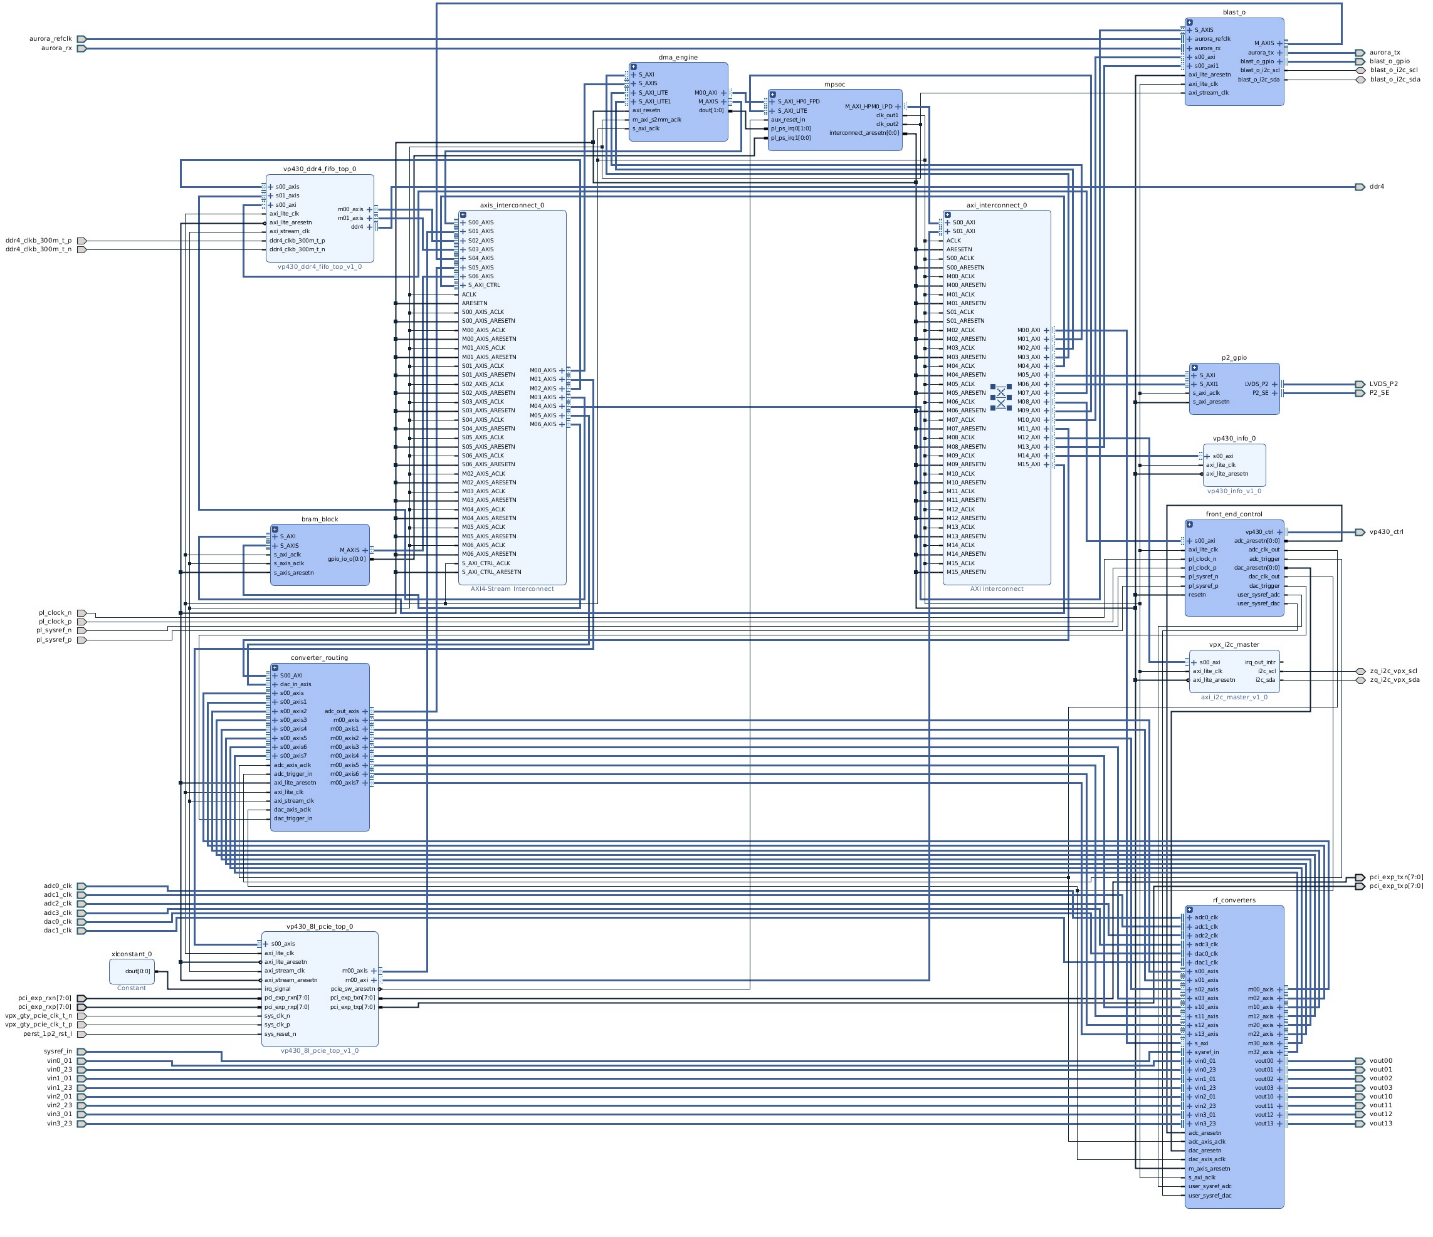 aurora_refclk
aurora_rx
ddr4_clkb_300m_t_p
ddr4_clkb_300m_t_n
pl_clock_n
pl_clock_p
pl_sysref_n
pl_sysref_p
adc0_clk
adc1_clk
adc2_clk
adc3_clk
dac0_clk
dac1_clk
pci_exp_rxn[7:0]
pci_exp_rxp[7:0]
vpx_gty_pcie_clk_t_n
vpx_gty_pcie_clk_t_p
perst_1p2_rst_l
sysref_in
vin0_01
vin0_23
vin1_01
vin1_23
vin2_01
vin2_23
vin3_01
vin3_23
vp430_ddr4_fifo_top_0
s00_axis
s01_axis
s00_axi
axi_lite_clk
axi_lite_aresetn
axi_stream_clk
ddr4_clkb_300m_t_p
ddr4_clkb_300m_t_n
m00_axis
m01_axis
ddr4
vp430_ddr4_fifo_top_v1_0
bram_block
S_AXI
S_AXIS
s_axi_aclk
s_axis_aclk
s_axis_aresetn
M_AXIS
gpio_io_o[0:0]
converter_routing
S00_AXI
dac_in_axis
s00_axis
s00_axis1
s00_axis2
s00_axis3
s00_axis4
s00_axis5
s00_axis6
s00_axis7
adc_axis_aclk
adc_trigger_in
axi_lite_aresetn
axi_lite_clk
axi_stream_clk
dac_axis_aclk
dac_trigger_in
adc_out_axis
m00_axis
m00_axis1
m00_axis2
m00_axis3
m00_axis4
m00_axis5
m00_axis6
m00_axis7
xlconstant_0
dout[0:0]
Constant
vp430_8l_pcie_top_0
s00_axis
axi_lite_clk
axi_lite_aresetn
axi_stream_clk
axi_stream_aresetn
irq_signal
pci_exp_rxn[7:0]
pci_exp_rxp[7:0]
sys_clk_n
sys_clk_p
sys_reset_n
m00_axis
m00_axi
pcie_sw_aresetn
pci_exp_txn[7:0]
pci_exp_txp[7:0]
vp430_8l_pcie_top_v1_0
axis_interconnect_0
S00_AXIS
S01_AXIS
S02_AXIS
S03_AXIS
S04_AXIS
S05_AXIS
S06_AXIS
S_AXI_CTRL
ACLK
ARESETN
S00_AXIS_ACLK
S00_AXIS_ARESETN
M00_AXIS_ACLK
M00_AXIS_ARESETN
M01_AXIS_ACLK
M01_AXIS_ARESETN
S01_AXIS_ACLK
S01_AXIS_ARESETN
S02_AXIS_ACLK
S02_AXIS_ARESETN
S03_AXIS_ACLK
S03_AXIS_ARESETN
S04_AXIS_ACLK
S04_AXIS_ARESETN
S05_AXIS_ACLK
S05_AXIS_ARESETN
S06_AXIS_ACLK
S06_AXIS_ARESETN
M02_AXIS_ACLK
M02_AXIS_ARESETN
M03_AXIS_ACLK
M03_AXIS_ARESETN
M04_AXIS_ACLK
M04_AXIS_ARESETN
M05_AXIS_ACLK
M05_AXIS_ARESETN
M06_AXIS_ACLK
M06_AXIS_ARESETN
S_AXI_CTRL_ACLK
S_AXI_CTRL_ARESETN
M00_AXIS
M01_AXIS
M02_AXIS
M03_AXIS
M04_AXIS
M05_AXIS
M06_AXIS
AXI4-Stream Interconnect
dma_engine
S_AXI
S_AXIS
S_AXI_LITE
S_AXI_LITE1
axi_resetn
m_axi_s2mm_aclk
s_axi_aclk
M00_AXI
M_AXIS
dout[1:0]
mpsoc
S_AXI_HP0_FPD
S_AXI_LITE
aux_reset_in
pl_ps_irq0[1:0]
pl_ps_irq1[0:0]
M_AXI_HPM0_LPD
clk_out1
clk_out2
interconnect_aresetn[0:0]
axi_interconnect_0
S00_AXI
S01_AXI
ACLK
ARESETN
S00_ACLK
S00_ARESETN
M00_ACLK
M00_ARESETN
M01_ACLK
M01_ARESETN
S01_ACLK
S01_ARESETN
M02_ACLK
M02_ARESETN
M03_ACLK
M03_ARESETN
M04_ACLK
M04_ARESETN
M05_ACLK
M05_ARESETN
M06_ACLK
M06_ARESETN
M07_ACLK
M07_ARESETN
M08_ACLK
M08_ARESETN
M09_ACLK
M09_ARESETN
M10_ACLK
M10_ARESETN
M11_ACLK
M11_ARESETN
M12_ACLK
M12_ARESETN
M13_ACLK
M13_ARESETN
M14_ACLK
M14_ARESETN
M15_ACLK
M15_ARESETN
M00_AXI
M01_AXI
M02_AXI
M03_AXI
M04_AXI
M05_AXI
M06_AXI
M07_AXI
M08_AXI
M09_AXI
M10_AXI
M11_AXI
M12_AXI
M13_AXI
M14_AXI
M15_AXI
AXI Interconnect
blast_o
S_AXIS
aurora_refclk
aurora_rx
s00_axi
s00_axi1
axi_lite_aresetn
axi_lite_clk
axi_stream_clk
M_AXIS
aurora_tx
blast_o_gpio
blast_o_i2c_scl
blast_o_i2c_sda
p2_gpio
S_AXI
S_AXI1
s_axi_aclk
s_axi_aresetn
LVDS_P2
P2_SE
vp430_info_0
s00_axi
axi_lite_clk
axi_lite_aresetn
vp430_info_v1_0
front_end_control
s00_axi
axi_lite_clk
pl_clock_n
pl_clock_p
pl_sysref_n
pl_sysref_p
resetn
vp430_ctrl
adc_aresetn[0:0]
adc_clk_out
adc_trigger
dac_aresetn[0:0]
dac_clk_out
dac_trigger
user_sysref_adc
user_sysref_dac
vpx_i2c_master
s00_axi
axi_lite_clk
axi_lite_aresetn
irq_out_intr
i2c_scl
i2c_sda
axi_i2c_master_v1_0
rf_converters
adc0_clk
adc1_clk
adc2_clk
adc3_clk
dac0_clk
dac1_clk
s00_axis
s01_axis
s02_axis
s03_axis
s10_axis
s11_axis
s12_axis
s13_axis
s_axi
sysref_in
vin0_01
vin0_23
vin1_01
vin1_23
vin2_01
vin2_23
vin3_01
vin3_23
adc_aresetn
adc_axis_aclk
dac_aresetn
dac_axis_aclk
m_axis_aresetn
s_axi_aclk
user_sysref_adc
user_sysref_dac
m00_axis
m02_axis
m10_axis
m12_axis
m20_axis
m22_axis
m30_axis
m32_axis
vout00
vout01
vout02
vout03
vout10
vout11
vout12
vout13
aurora_tx
blast_o_gpio
blast_o_i2c_scl
blast_o_i2c_sda
ddr4
LVDS_P2
P2_SE
vp430_ctrl
zq_i2c_vpx_scl
zq_i2c_vpx_sda
pci_exp_txn[7:0]
pci_exp_txp[7:0]
vout00
vout01
vout02
vout03
vout10
vout11
vout12
vout13